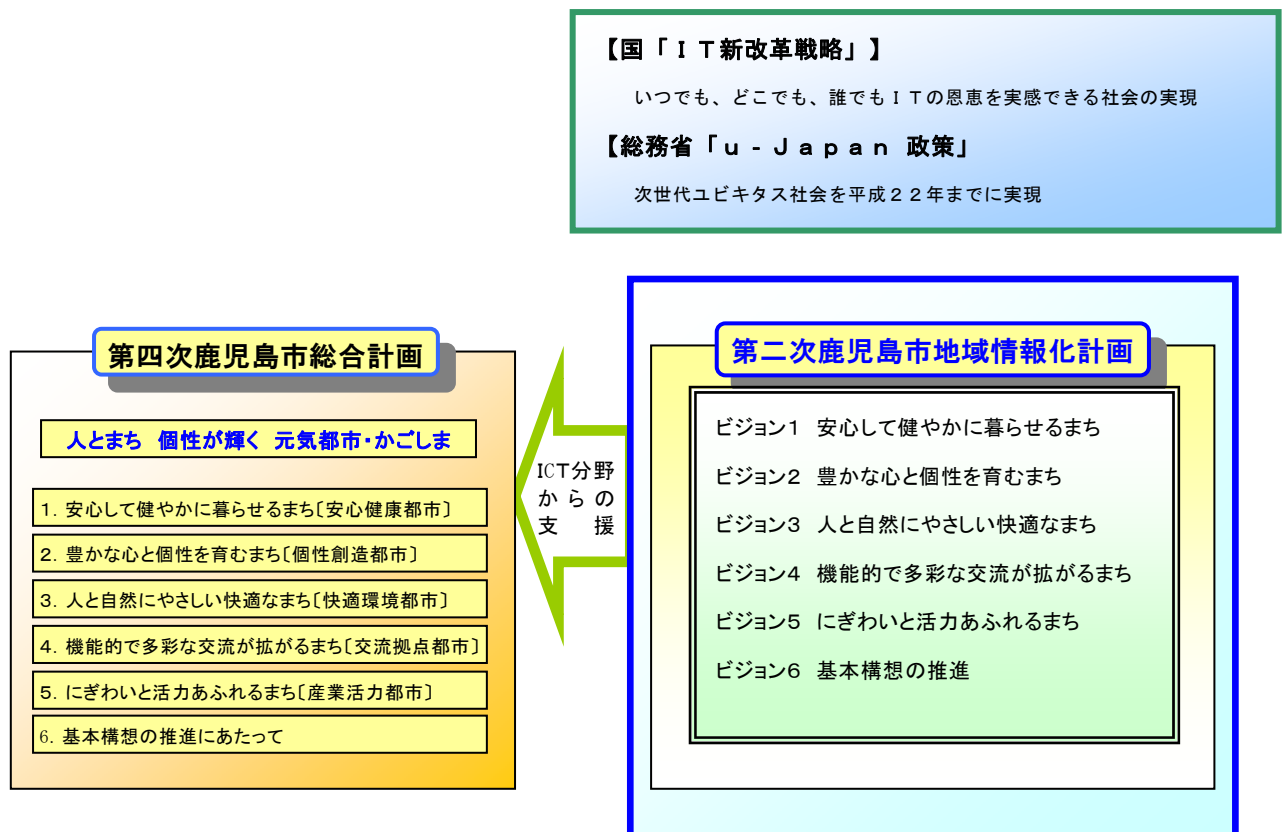 【国「ＩＴ新改革戦略」】
いつでも、どこでも、誰でもＩＴの恩恵を実感できる社会の実現
【総務省「ｕ‐Ｊａｐａｎ 政策」
次世代ユビキタス社会を平成２２年までに実現
第四次鹿児島市総合計画
人とまち 個性が輝く 元気都市・かごしま
１．安心して健やかに暮らせるまち〔安心健康都市〕
２．豊かな心と個性を育むまち〔個性創造都市〕
３．人と自然にやさしい快適なまち〔快適環境都市〕
４．機能的で多彩な交流が拡がるまち〔交流拠点都市〕
５．にぎわいと活力あふれるまち〔産業活力都市〕
６．基本構想の推進にあたって
ICT分野
からの
支　援
第二次鹿児島市地域情報化計画
ビジョン１ 安心して健やかに暮らせるまち
ビジョン２ 豊かな心と個性を育むまち
ビジョン３ 人と自然にやさしい快適なまち
ビジョン４ 機能的で多彩な交流が拡がるまち
ビジョン５ にぎわいと活力あふれるまち
ビジョン６ 基本構想の推進